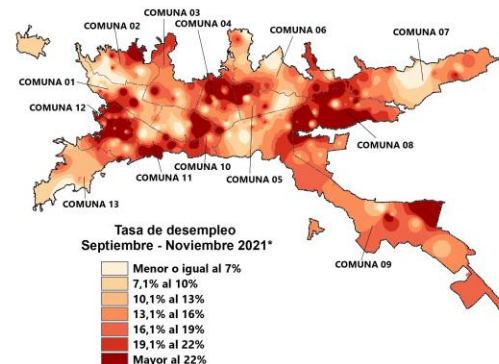 COMUNA 03
COMUNA 02
COMUNA 04
COMUNA 06
COMUNA 07
COMUNA 01
COMUNA 12
COMUNA 08
COMUNA 10
COMUNA 05
COMUNA 11
COMUNA 13
COMUNA 09
Tasa de desempleo
Septiembre - Noviembre 2021*
Menor o igual al 7%
7,1% al 10%
10,1% al 13%
13,1% al 16%
16,1% al 19%
19,1% al 22%
Mayor al 22%